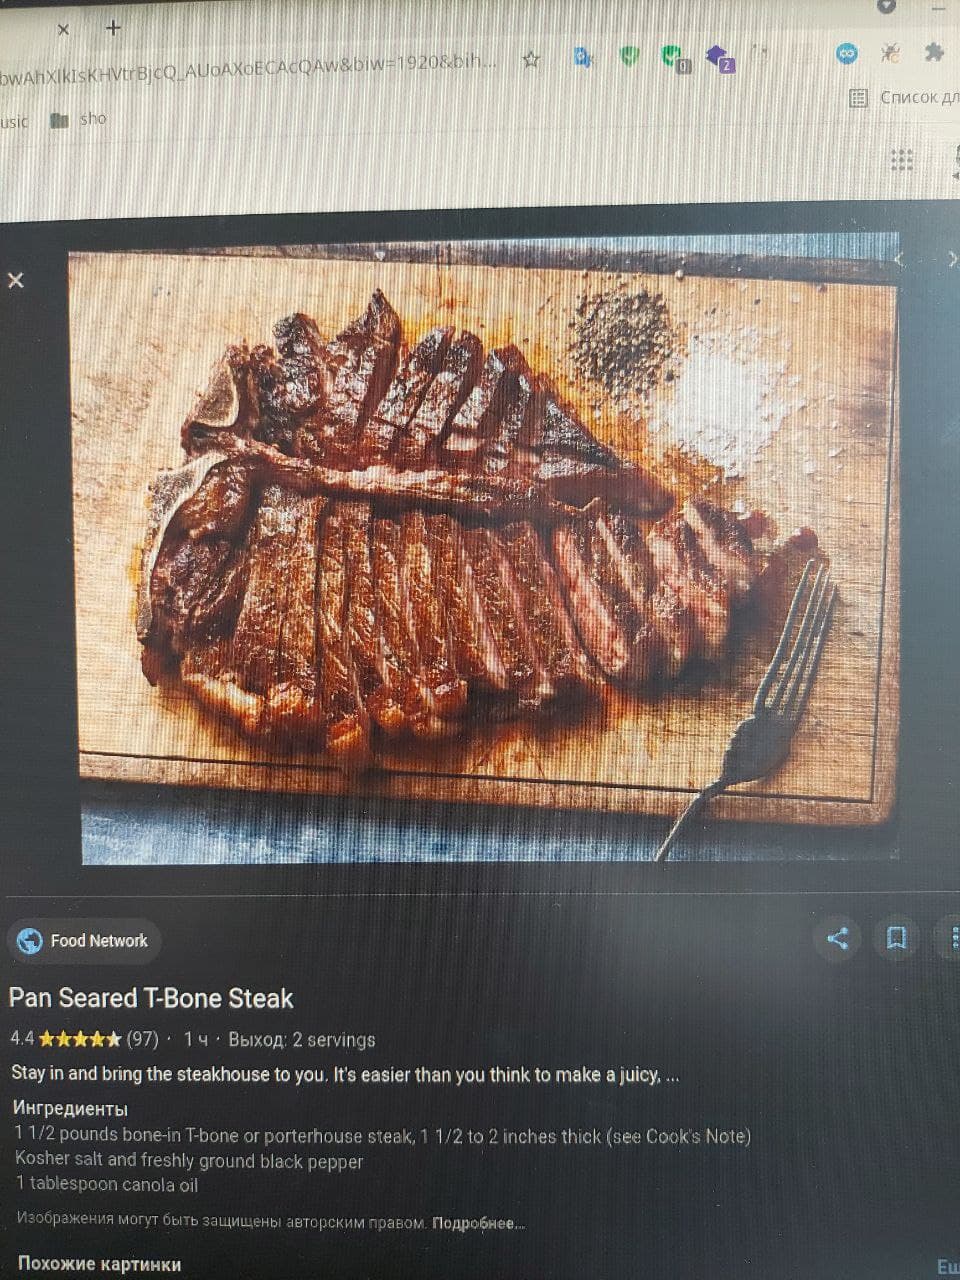 bwAhXlkIsKHVtrBjcQ_AUoAXoECAcQAw&biw=1920&bih...
0
2
usic
sho
Список
Food Network
Pan Seared T-Bone Steak
4.4 ★★★★★ (97) · 1 ч · Выход: 2 servings
Stay in and bring the steakhouse to you. It's easier than you think to make a juicy, ...
Ингредиенты
1 1/2 pounds bone-in T-bone or porterhouse steak, 1 1/2 to 2 inches thick (see Cook's Note)
Kosher salt and freshly ground black pepper
1 tablespoon canola oil
Изображения могут быть защищены авторским правом. Подробнее...
Похожие картинки